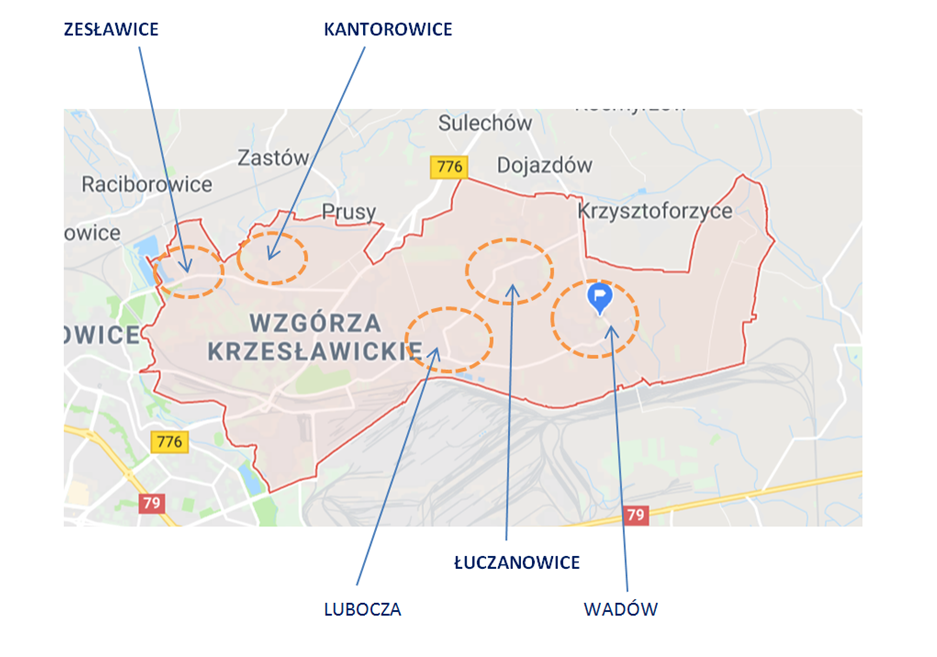 ZESŁAWICE
KANTOROWICE
Sulechów
776
Dojazdów
Zastów
Raciborowice
Prusy
Krzysztoforzyce
owice
WZGÓRZA
KRZESŁAWICKIE
OWICE
776
79
79
ŁUCZANOWICE
LUBOCZA
WADÓW